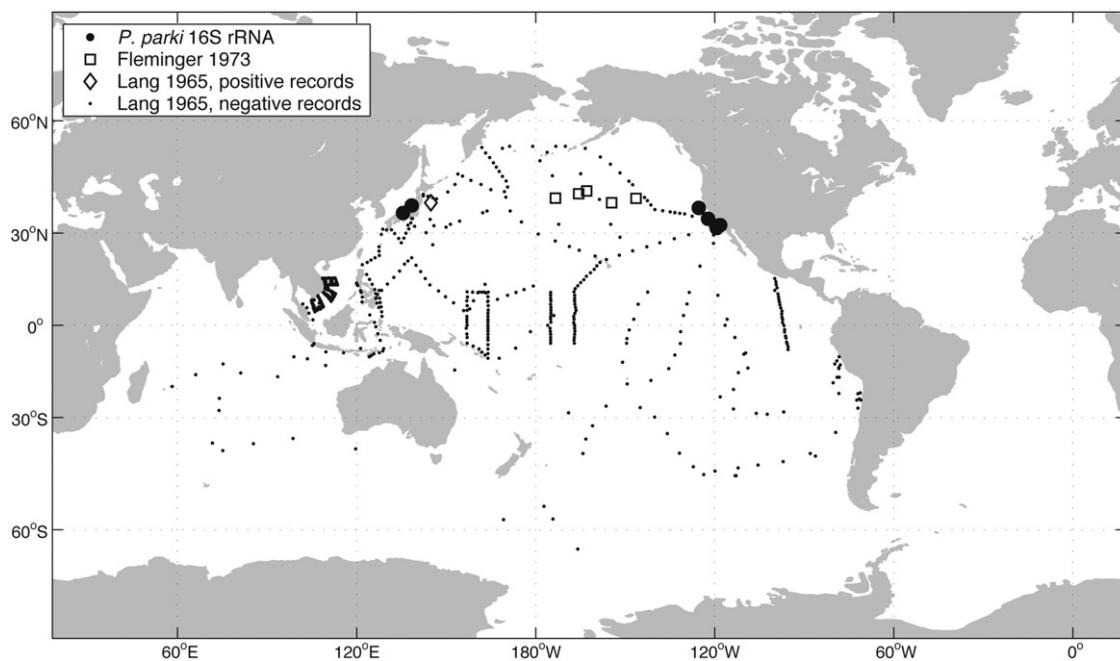 P. parki 16S rRNA
Fleminger 1973
Lang 1965, positive records
Lang 1965, negative records
60°N
30°N
0°
30°S
60°S
60°E
120°E
180°W
120°W
60°W
0°